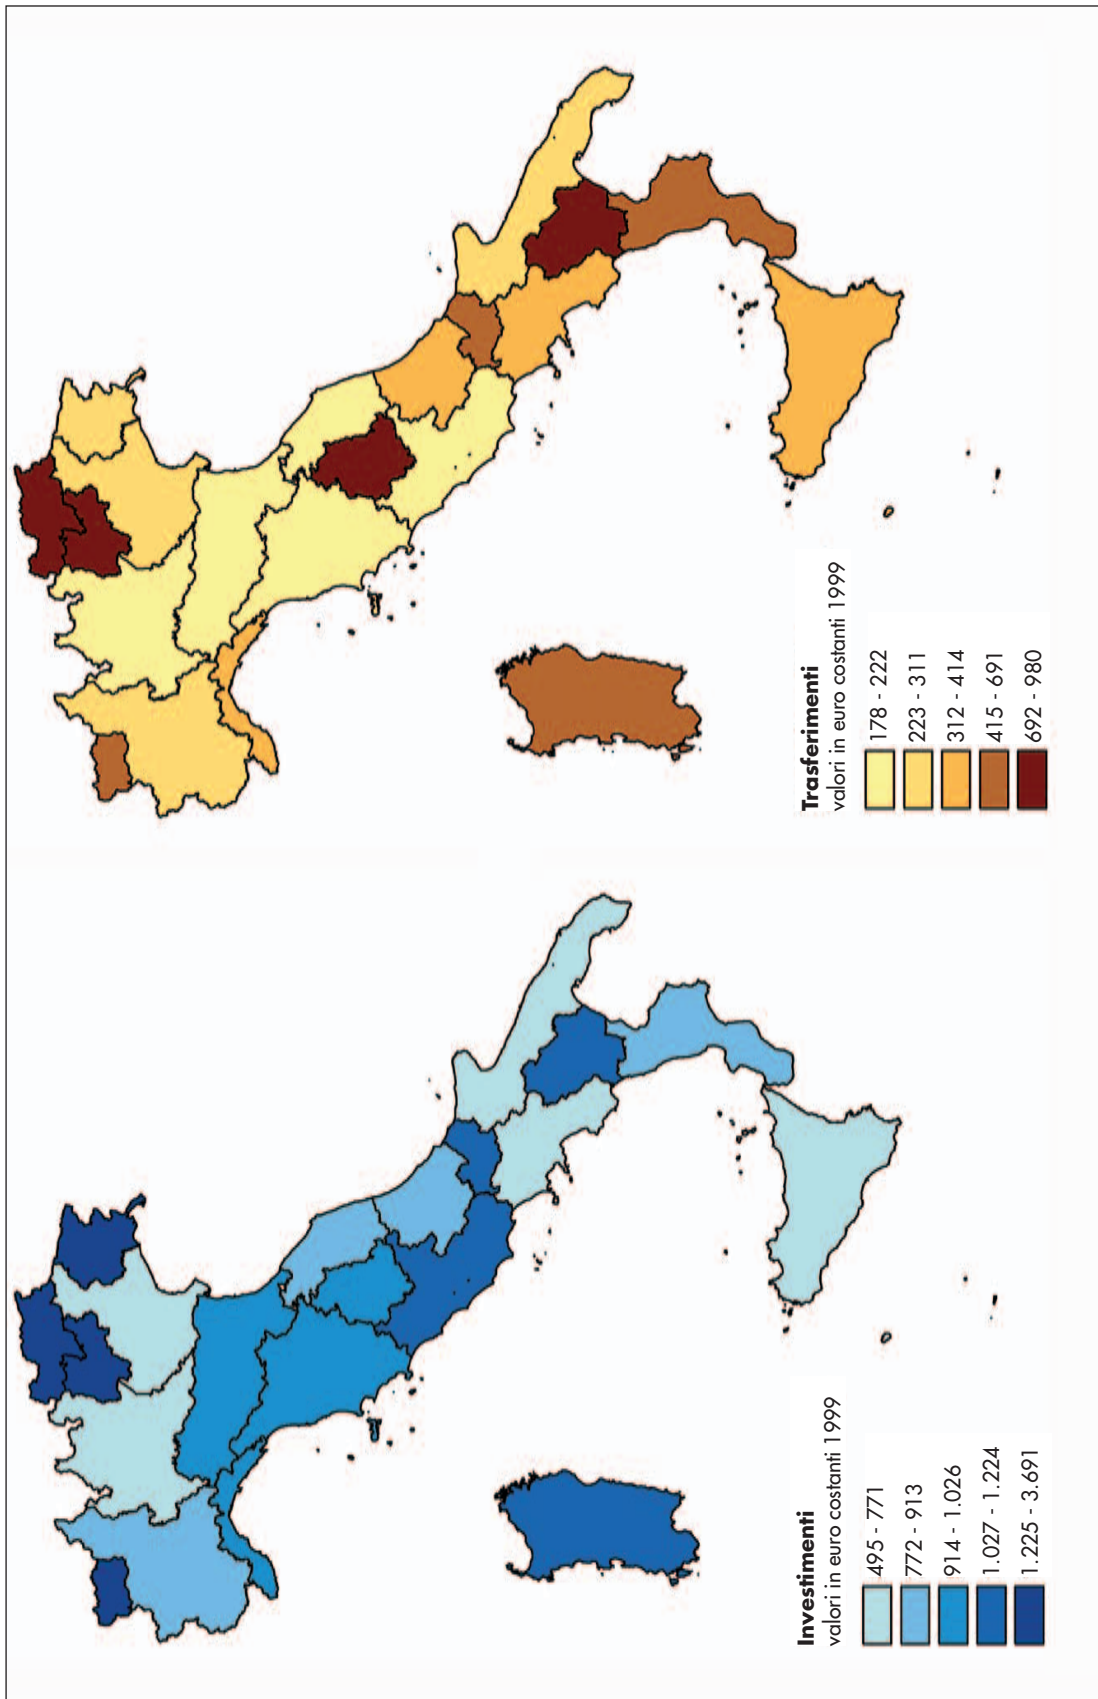 Investimenti
valori in euro costanti 1999
495 - 771
772 - 913
914 - 1.026
1.027 - 1.224
1.225 - 3.691
Trasferimenti
valori in euro costanti 1999
178 - 222
223 - 311
312 - 414
415 - 691
692 - 980